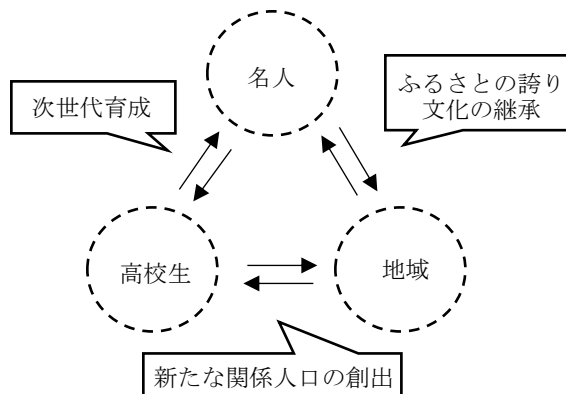 名人
次世代育成
ふるさとの誇り
文化の継承
高校生
地域
新たな関係人口の創出